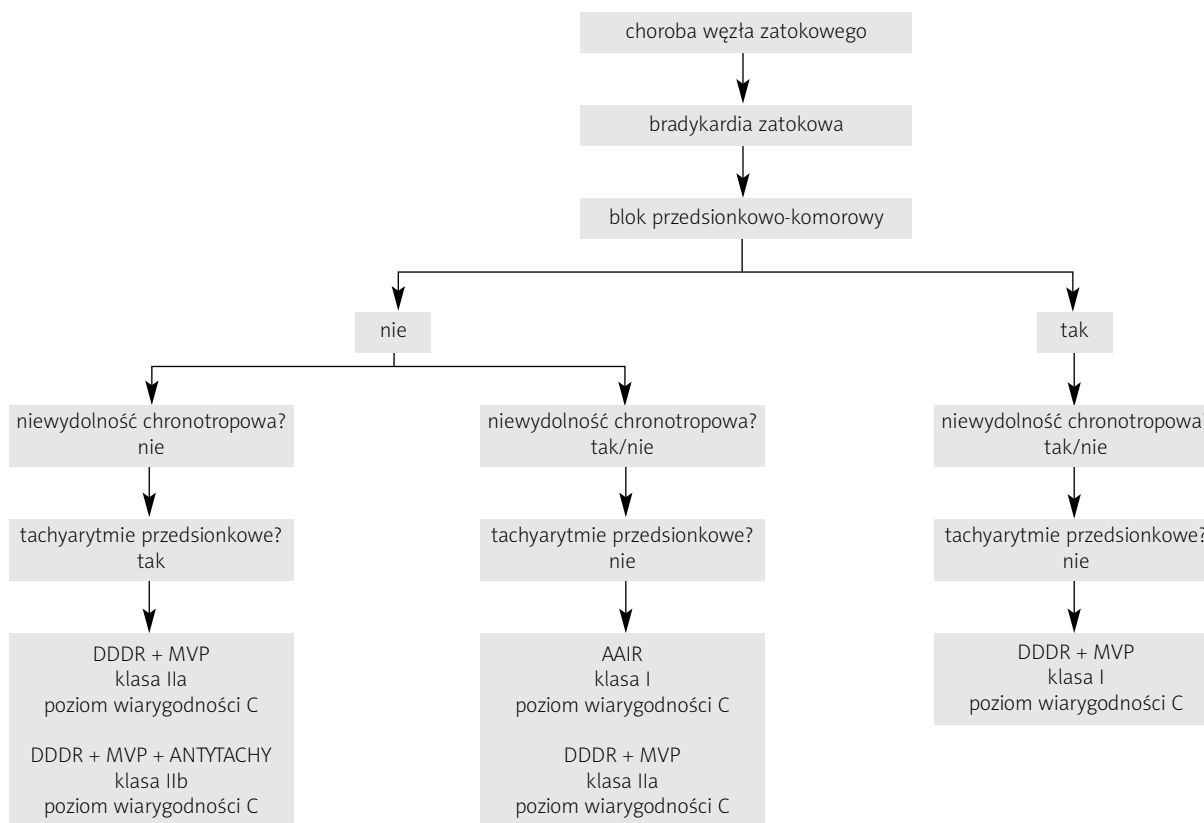 choroba węzła zatokowego
bradykardia zatokowa
blok przedsionkowo-komorowy
nie
tak
niewydolność chronotropowa?
nie
niewydolność chronotropowa?
tak/nie
niewydolność chronotropowa?
tak/nie
tachyarytmie przedsionkowe?
tak
tachyarytmie przedsionkowe?
nie
tachyarytmie przedsionkowe?
nie
DDDR + MVP
klasa IIa
poziom wiarygodności C
DDDR + MVP + ANTYTACHY
klasa IIb
poziom wiarygodności C
AAIR
klasa I
poziom wiarygodności C
DDDR + MVP
klasa IIa
poziom wiarygodności C
DDDR + MVP
klasa I
poziom wiarygodności C